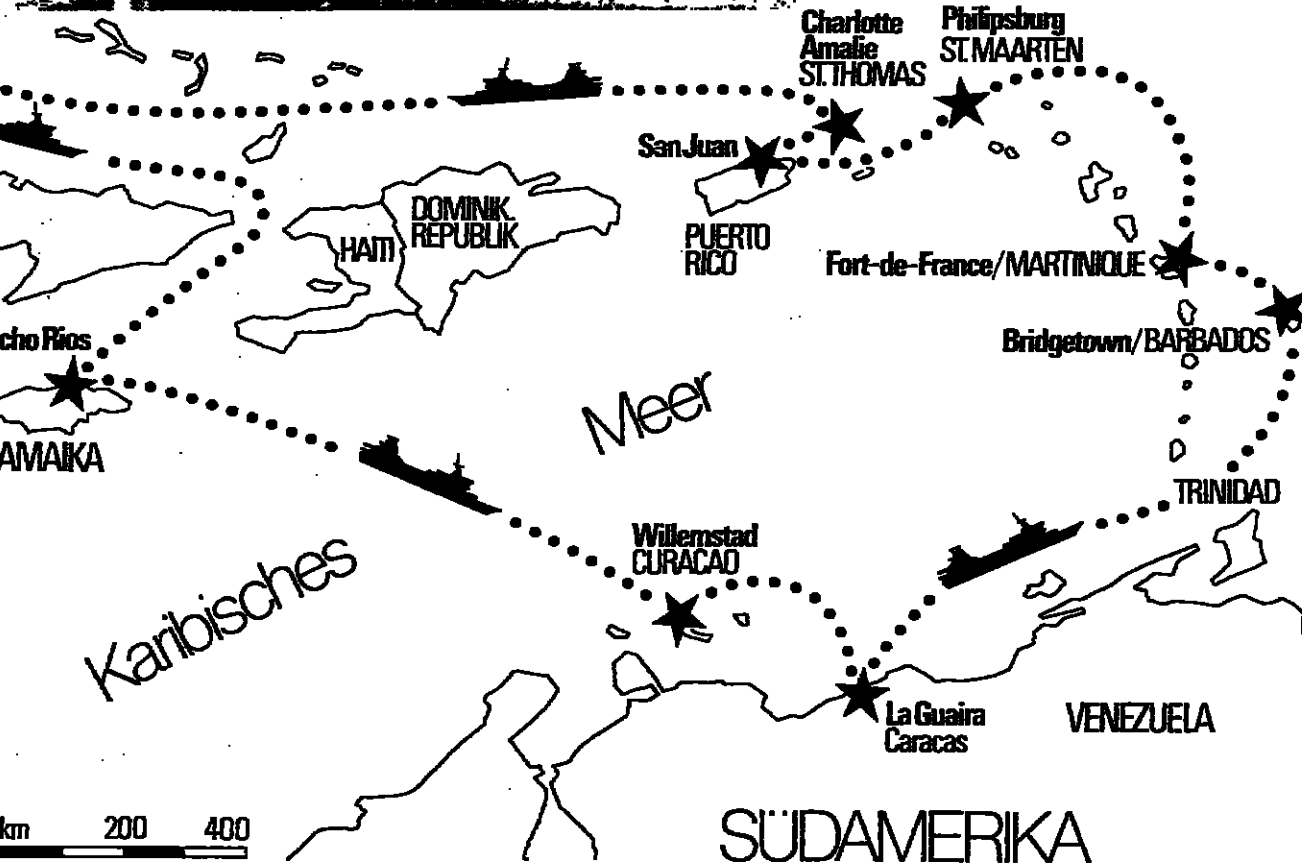 Charlotte
Amalie
ST. THOMAS
Philipsburg
ST. MAARTEN
San Juan
PUERTO
RICO
DOMINIK.
REPUBLIK
HAITI
Fort-de-France/MARTINIQUE
Bridgetown/BARBADOS
cho Rios
AMAIKA
Meer
Karibisches
TRINIDAD
Willemstad
CURACAO
La Guaira
Caracas
VENEZUELA
SÜDAMERIKA
km 200 400